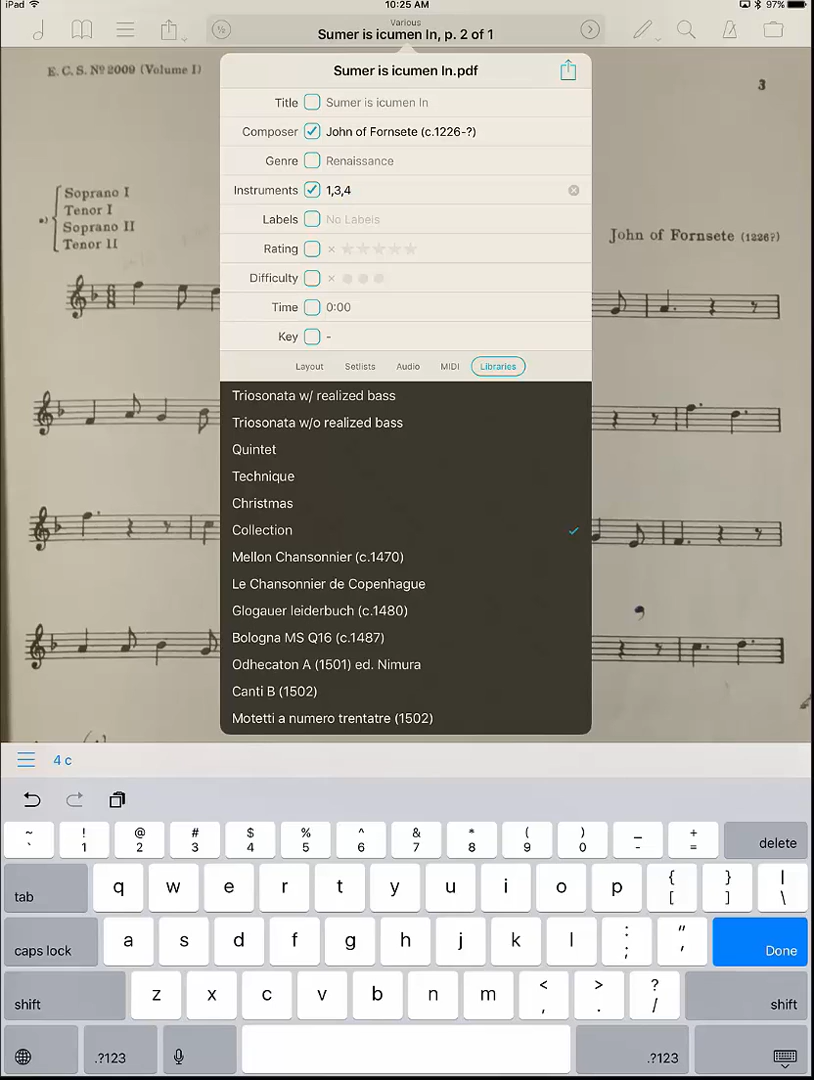 iPad
10:25 AM
97%
½
Various
Sumer is icumen In, p. 2 of 1
E. C. S. Nº 2009 (Volume I)
3
Sumer is icumen In.pdf
Title Sumer is icumen In
Composer John of Fornsete (c.1226-?)
Genre Renaissance
Instruments 1,3,4
Labels No Labels
Rating ×
Difficulty ×
Time 0:00
Key -
Soprano I
Tenor I
Soprano II
Tenor II
John of Fornsete (1226?)
Layout Setlists Audio MIDI Libraries
Triosonata w/ realized bass
Triosonata w/o realized bass
Quintet
Technique
Christmas
Collection
Mellon Chansonnier (c.1470)
Le Chansonnier de Copenhague
Glogauer leiderbuch (c.1480)
Bologna MS Q16 (c.1487)
Odhecaton A (1501) ed. Nimura
Canti B (1502)
Motetti a numero trentatre (1502)
4 c
~ ! @ # $ % ^ & * ( ) _ +
` 1 2 3 4 5 6 7 8 9 0 - = delete
tab q w e r t y u i o p { [ } ] | \
caps lock a s d f g h j k l : ; " ' Done
shift z x c v b n m < , > . ? / shift
.?123 .?123